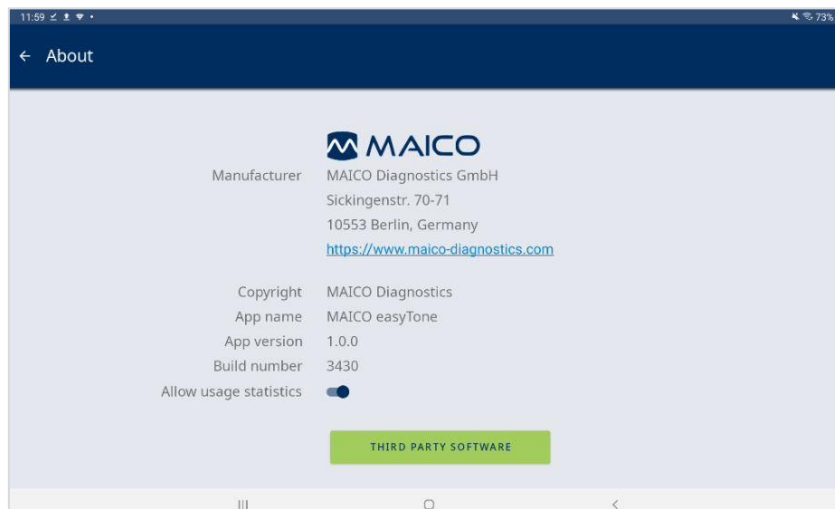 11:59
73%
About
MAICO
Manufacturer MAICO Diagnostics GmbH
Sickingenstr. 70-71
10553 Berlin, Germany
https://www.maico-diagnostics.com
Copyright MAICO Diagnostics
App name MAICO easyTone
App version 1.0.0
Build number 3430
Allow usage statistics
THIRD PARTY SOFTWARE